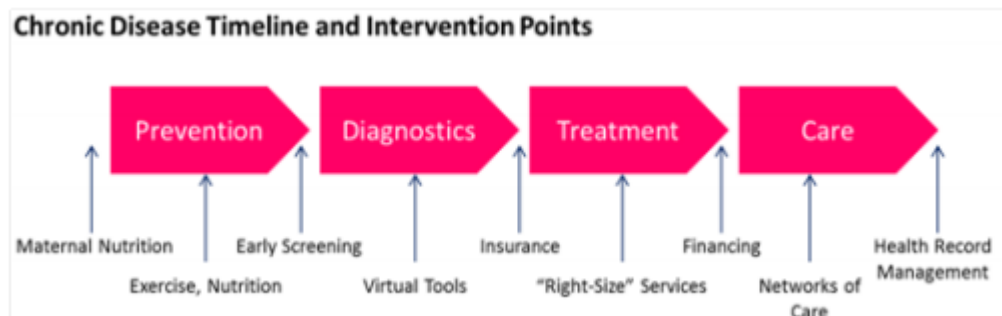 Chronic Disease Timeline and Intervention Points
Prevention
Diagnostics
Treatment
Care
Maternal Nutrition
Early Screening
Insurance
Financing
Health Record
Management
Exercise, Nutrition
Virtual Tools
“Right-Size” Services
Networks of
Care